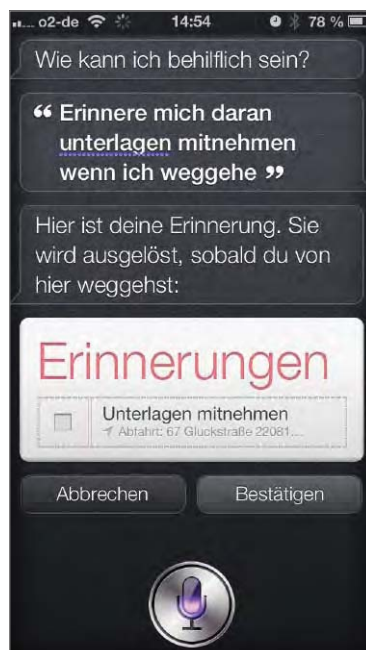 o2-de 14:54 78 %
Wie kann ich behilflich sein?
“ Erinnere mich daran
unterlagen mitnehmen
wenn ich weggehe ”
Hier ist deine Erinnerung. Sie
wird ausgelöst, sobald du von
hier weggehst:
Erinnerungen
Unterlagen mitnehmen
Abfahrt: 67 Gluckstraße 22081...
Abbrechen Bestätigen